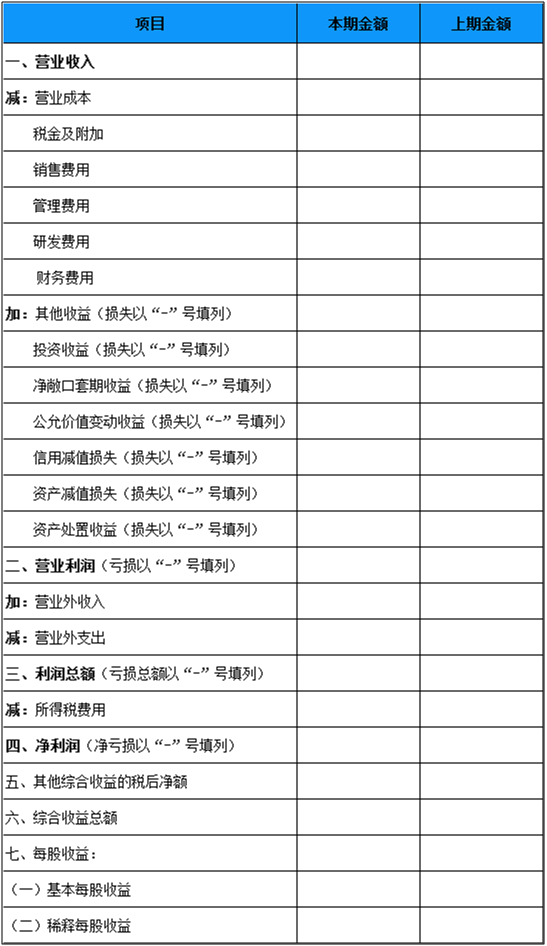 项目 本期金额 上期金额
一、营业收入
减：营业成本
税金及附加
销售费用
管理费用
研发费用
财务费用
加：其他收益（损失以“-”号填列）
投资收益（损失以“-”号填列）
净敞口套期收益（损失以“-”号填列）
公允价值变动收益（损失以“-”号填列）
信用减值损失（损失以“-”号填列）
资产减值损失（损失以“-”号填列）
资产处置收益（损失以“-”号填列）
二、营业利润（亏损以“-”号填列）
加：营业外收入
减：营业外支出
三、利润总额（亏损总额以“-”号填列）
减：所得税费用
四、净利润（净亏损以“-”号填列）
五、其他综合收益的税后净额
六、综合收益总额
七、每股收益：
（一）基本每股收益
（二）稀释每股收益